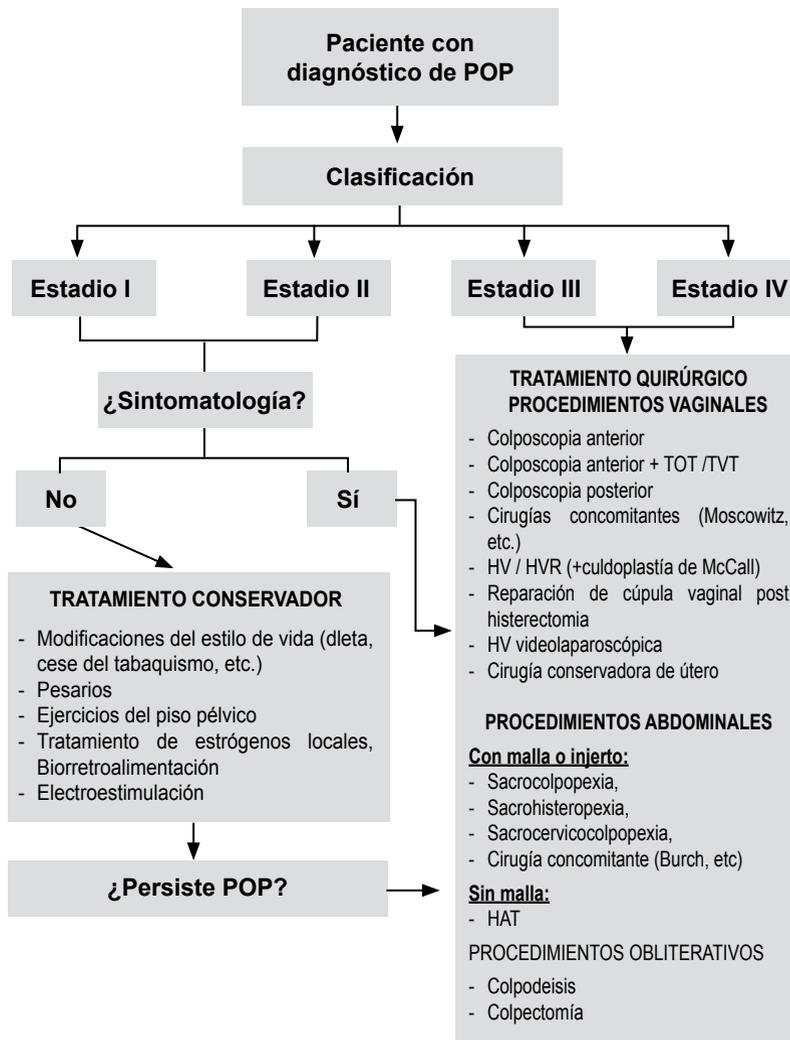 Paciente con
diagnóstico de POP
Clasificación
Estadio I
Estadio II
Estadio III
Estadio IV
¿Sintomatología?
No
Sí
TRATAMIENTO CONSERVADOR
- Modificaciones del estilo de vida (dleta,
cese del tabaquismo, etc.)
- Pesarios
- Ejercicios del piso pélvico
- Tratamiento de estrógenos locales,
Biorretroalimentación
- Electroestimulación
¿Persiste POP?
TRATAMIENTO QUIRÚRGICO
PROCEDIMIENTOS VAGINALES
- Colposcopia anterior
- Colposcopia anterior + TOT /TVT
- Colposcopia posterior
- Cirugías concomitantes (Moscowitz,
etc.)
- HV / HVR (+culdoplastía de McCall)
- Reparación de cúpula vaginal post
histerectomia
- HV videolaparoscópica
- Cirugía conservadora de útero
PROCEDIMIENTOS ABDOMINALES
Con malla o injerto:
- Sacrocolpopexia,
- Sacrohisteropexia,
- Sacrocervicocolpopexia,
- Cirugía concomitante (Burch, etc)
Sin malla:
- HAT
PROCEDIMIENTOS OBLITERATIVOS
- Colpodeisis
- Colpectomía